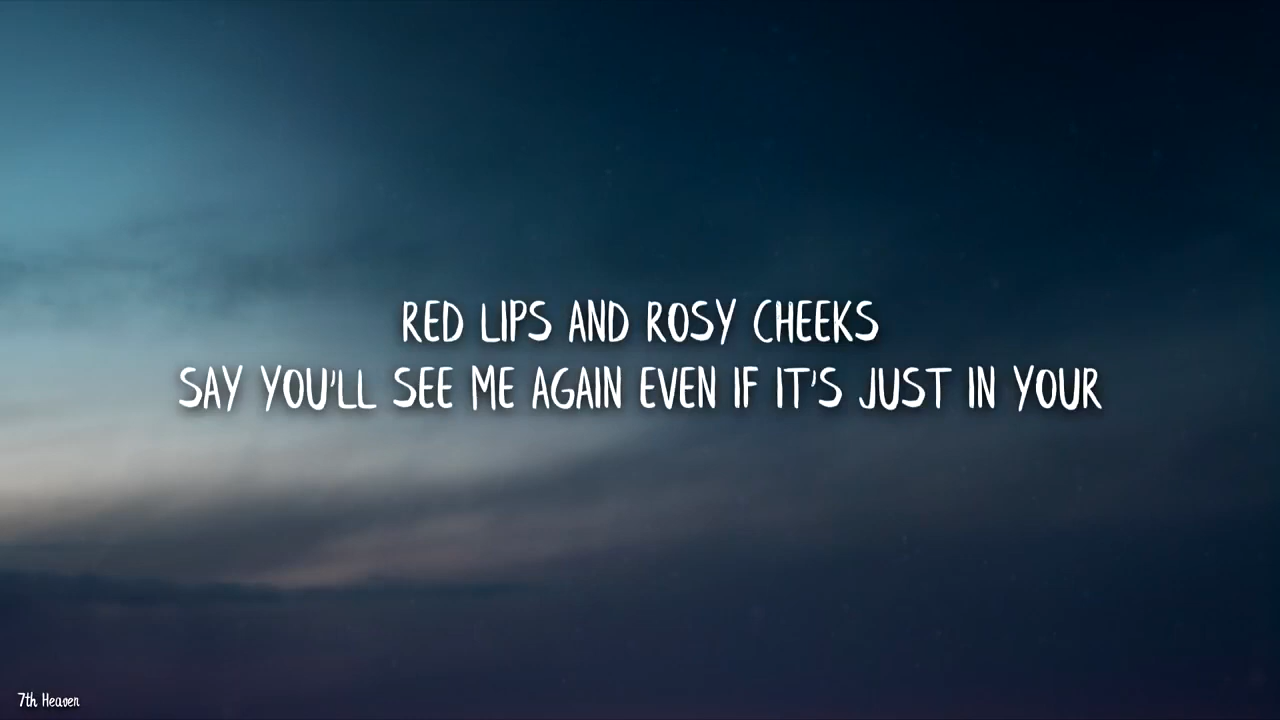 RED LIPS AND ROSY CHEEKS
SAY YOU'LL SEE ME AGAIN EVEN IF IT'S JUST IN YOUR
7th Heaven